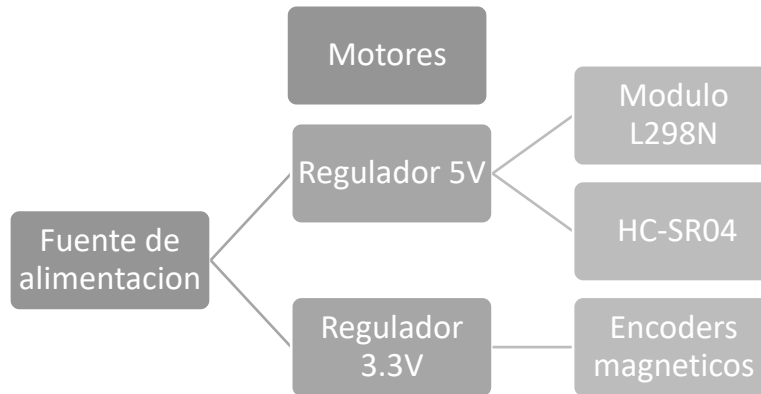 Motores
Modulo
L298N
Regulador 5V
HC-SR04
Fuente de
alimentacion
Regulador
3.3V
Encoders
magneticos